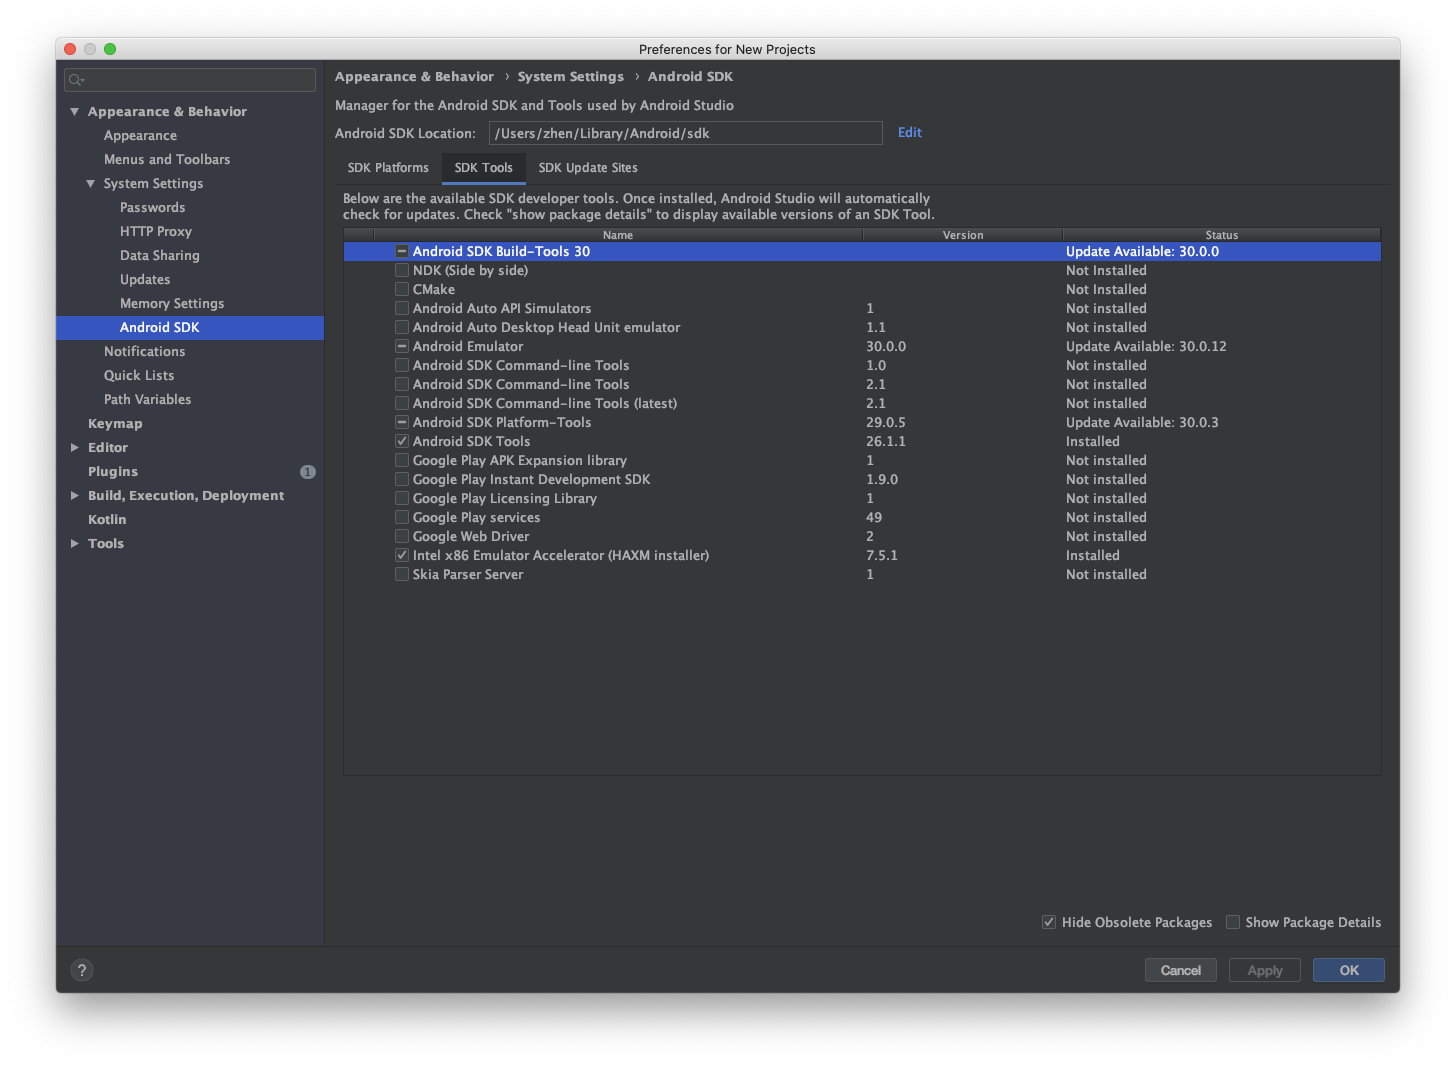 Preferences for New Projects
Appearance & Behavior
Appearance
Menus and Toolbars
System Settings
Passwords
HTTP Proxy
Data Sharing
Updates
Memory Settings
Android SDK
Notifications
Quick Lists
Path Variables
Keymap
Editor
Plugins 1
Build, Execution, Deployment
Kotlin
Tools
Appearance & Behavior › System Settings › Android SDK
Manager for the Android SDK and Tools used by Android Studio
Android SDK Location: /Users/zhen/Library/Android/sdk Edit
SDK Platforms SDK Tools SDK Update Sites
Below are the available SDK developer tools. Once installed, Android Studio will automatically
check for updates. Check "show package details" to display available versions of an SDK Tool.
Name Version Status
Android SDK Build-Tools 30 Update Available: 30.0.0
NDK (Side by side) Not Installed
CMake Not Installed
Android Auto API Simulators 1 Not installed
Android Auto Desktop Head Unit emulator 1.1 Not installed
Android Emulator 30.0.0 Update Available: 30.0.12
Android SDK Command-line Tools 1.0 Not installed
Android SDK Command-line Tools 2.1 Not installed
Android SDK Command-line Tools (latest) 2.1 Not installed
Android SDK Platform-Tools 29.0.5 Update Available: 30.0.3
Android SDK Tools 26.1.1 Installed
Google Play APK Expansion library 1 Not installed
Google Play Instant Development SDK 1.9.0 Not installed
Google Play Licensing Library 1 Not installed
Google Play services 49 Not installed
Google Web Driver 2 Not installed
Intel x86 Emulator Accelerator (HAXM installer) 7.5.1 Installed
Skia Parser Server 1 Not installed
Hide Obsolete Packages Show Package Details
? Cancel Apply OK